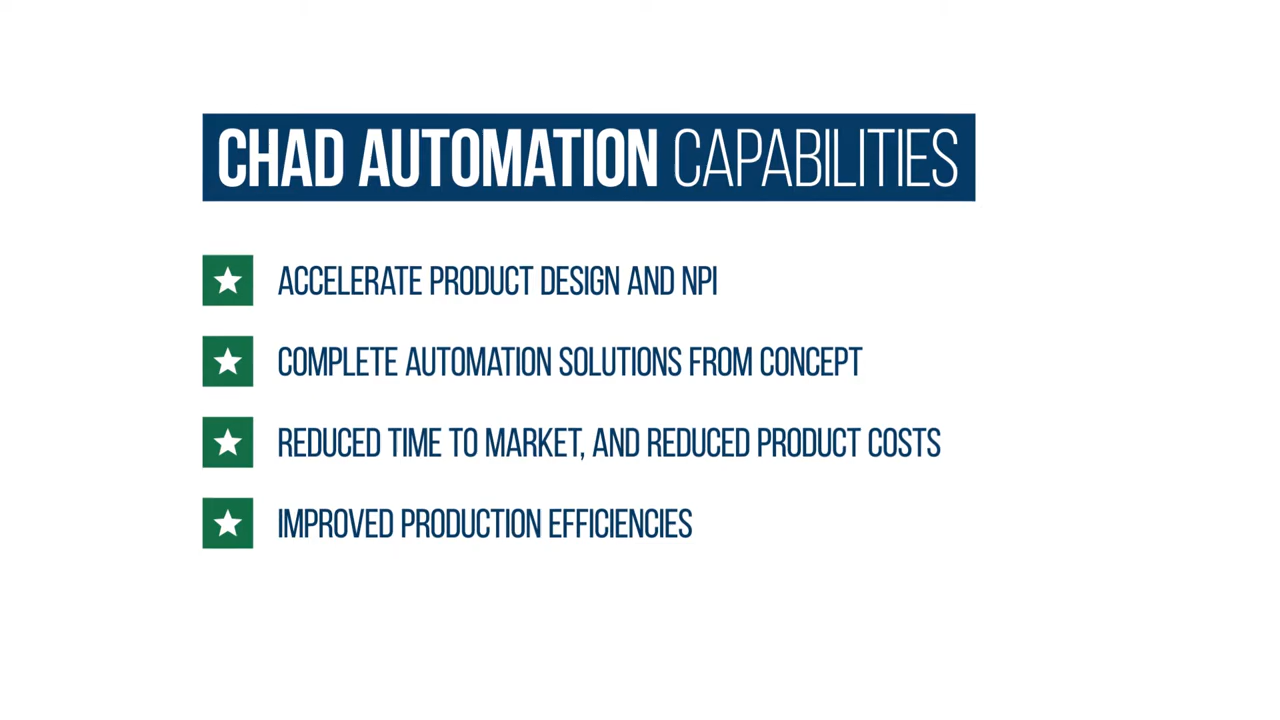 CHAD AUTOMATION CAPABILITIES
ACCELERATE PRODUCT DESIGN AND NPI
COMPLETE AUTOMATION SOLUTIONS FROM CONCEPT
REDUCED TIME TO MARKET, AND REDUCED PRODUCT COSTS
IMPROVED PRODUCTION EFFICIENCIES